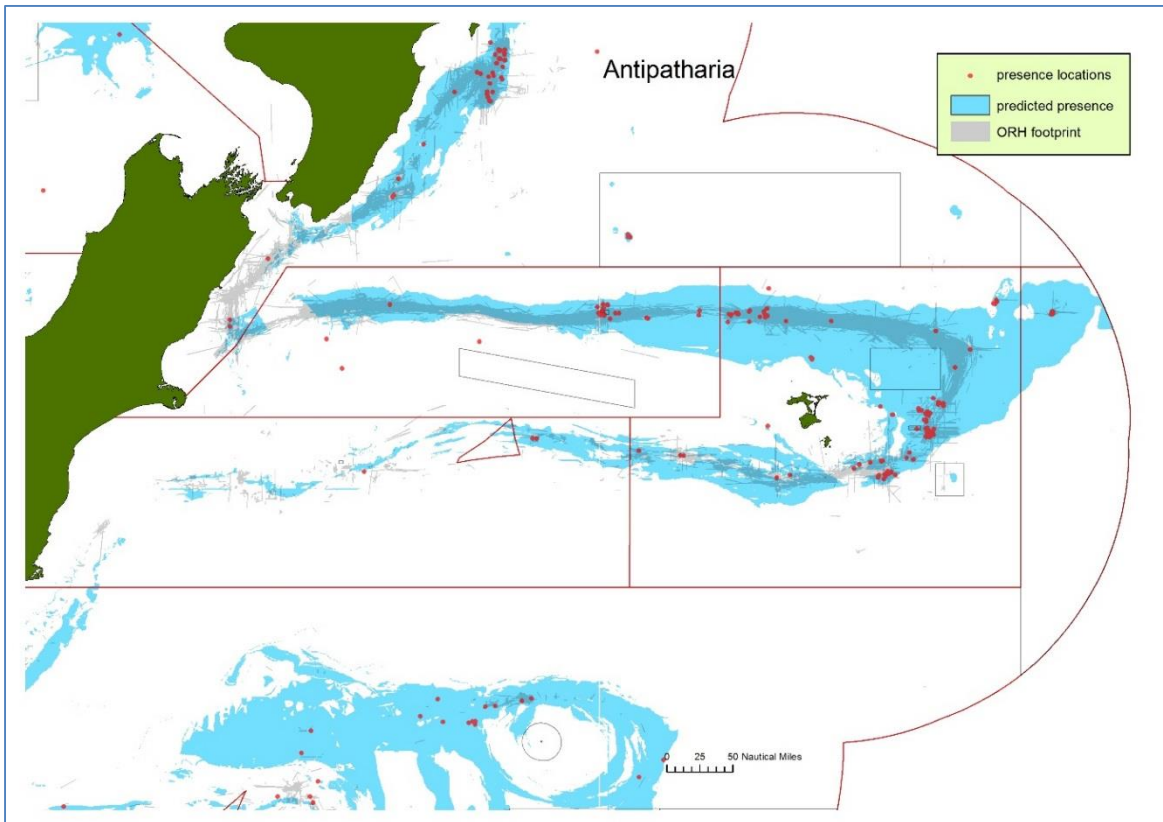 Antipatharia
presence locations
predicted presence
ORH footprint
0 25 50 Nautical Miles